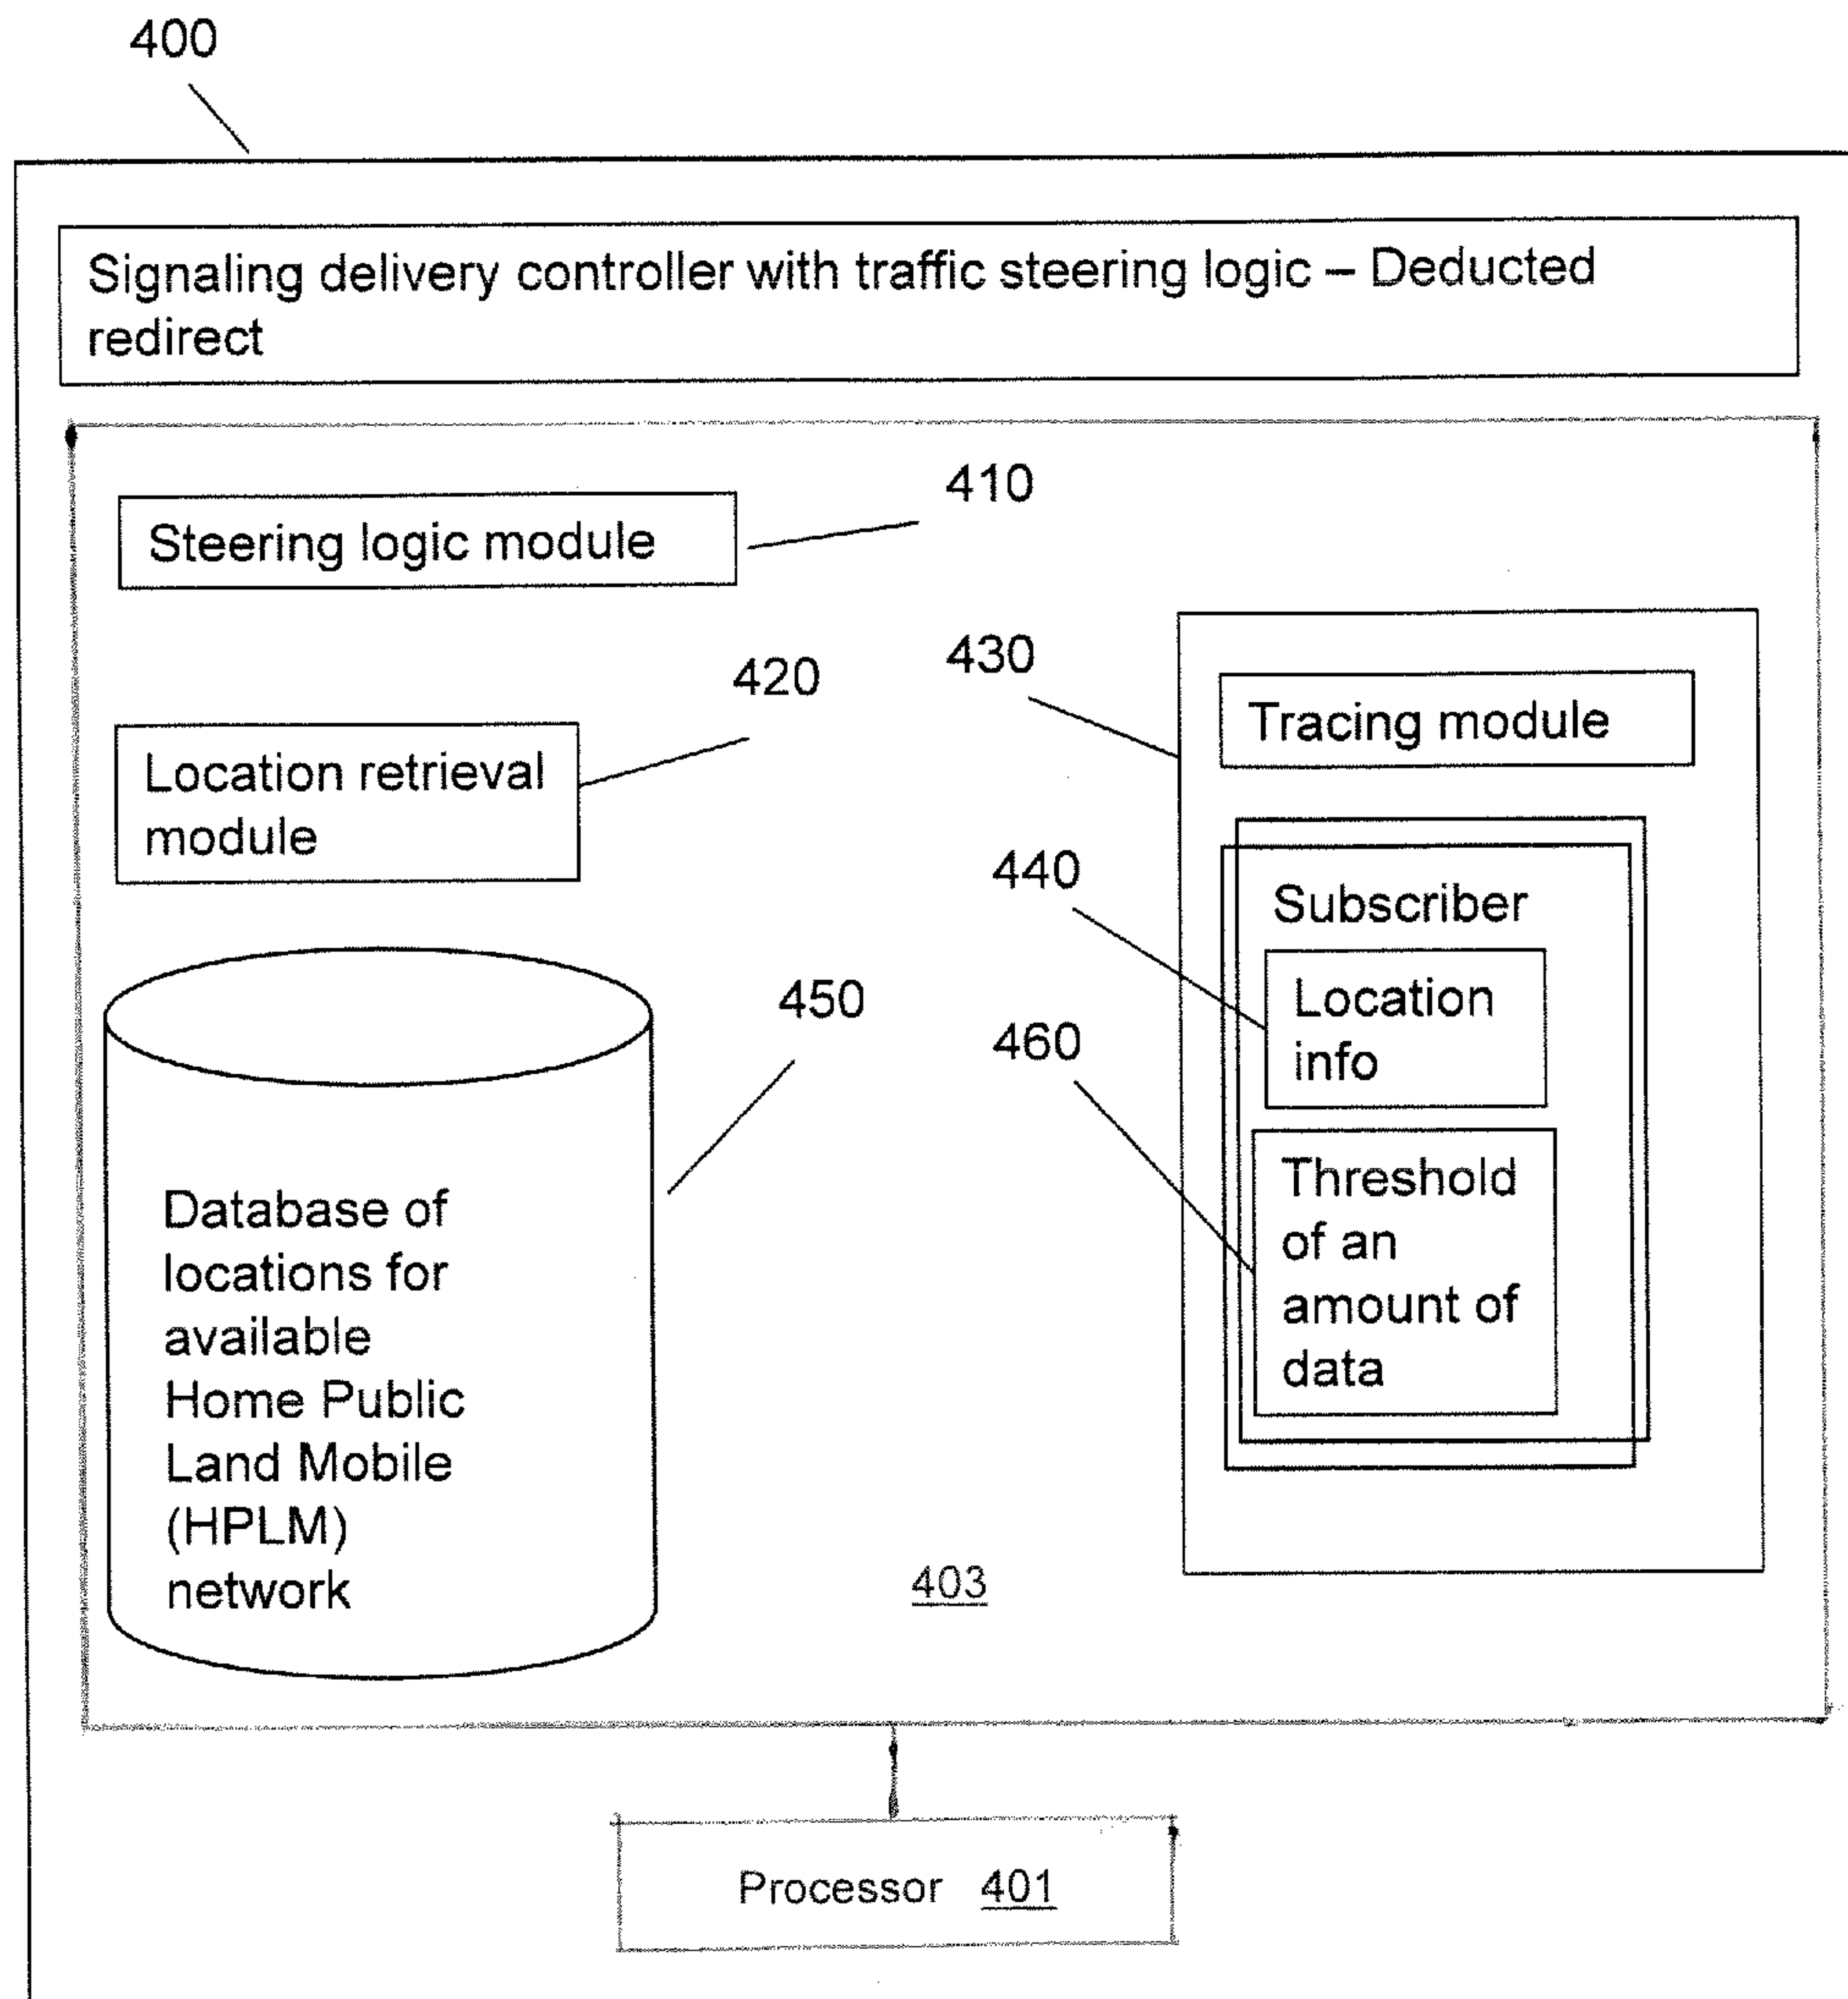 400
Signaling delivery controller with traffic steering logic – Deducted
redirect
410
Steering logic module
430
420
Tracing module
Location retrieval
module
440
Subscriber
450
Location
info
460
Threshold
of an
amount of
data
Database of
locations for
available
Home Public
Land Mobile
(HPLM)
network
403
Processor 401